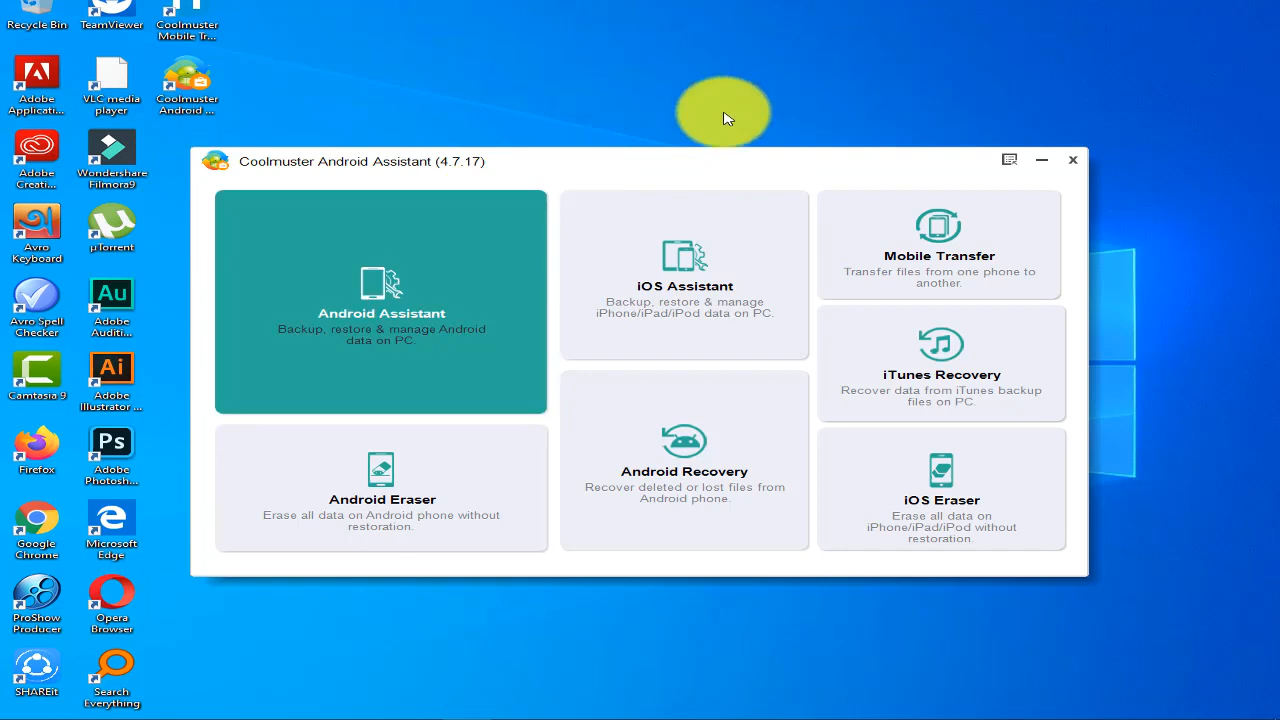 Recycle Bin
TeamViewer
Coolmuster
Mobile Tr...
Adobe
Applicati...
VLC media
player
Coolmuster
Android ...
Adobe
Creati...
Wondershare
Filmora9
Avro
Keyboard
µTorrent
Avro Spell
Checker
Au
Adobe
Auditi...
Camtasia 9
Ai
Adobe
Illustrator ...
Firefox
Ps
Adobe
Photosh...
Google
Chrome
Microsoft
Edge
ProShow
Producer
Opera
Browser
SHAREit
Search
Everything
Coolmuster Android Assistant (4.7.17)
Android Assistant
Backup, restore & manage Android
data on PC.
iOS Assistant
Backup, restore & manage
iPhone/iPad/iPod data on PC.
Mobile Transfer
Transfer files from one phone to
another.
iTunes Recovery
Recover data from iTunes backup
files on PC.
Android Eraser
Erase all data on Android phone without
restoration.
Android Recovery
Recover deleted or lost files from
Android phone.
iOS Eraser
Erase all data on
iPhone/iPad/iPod without
restoration.